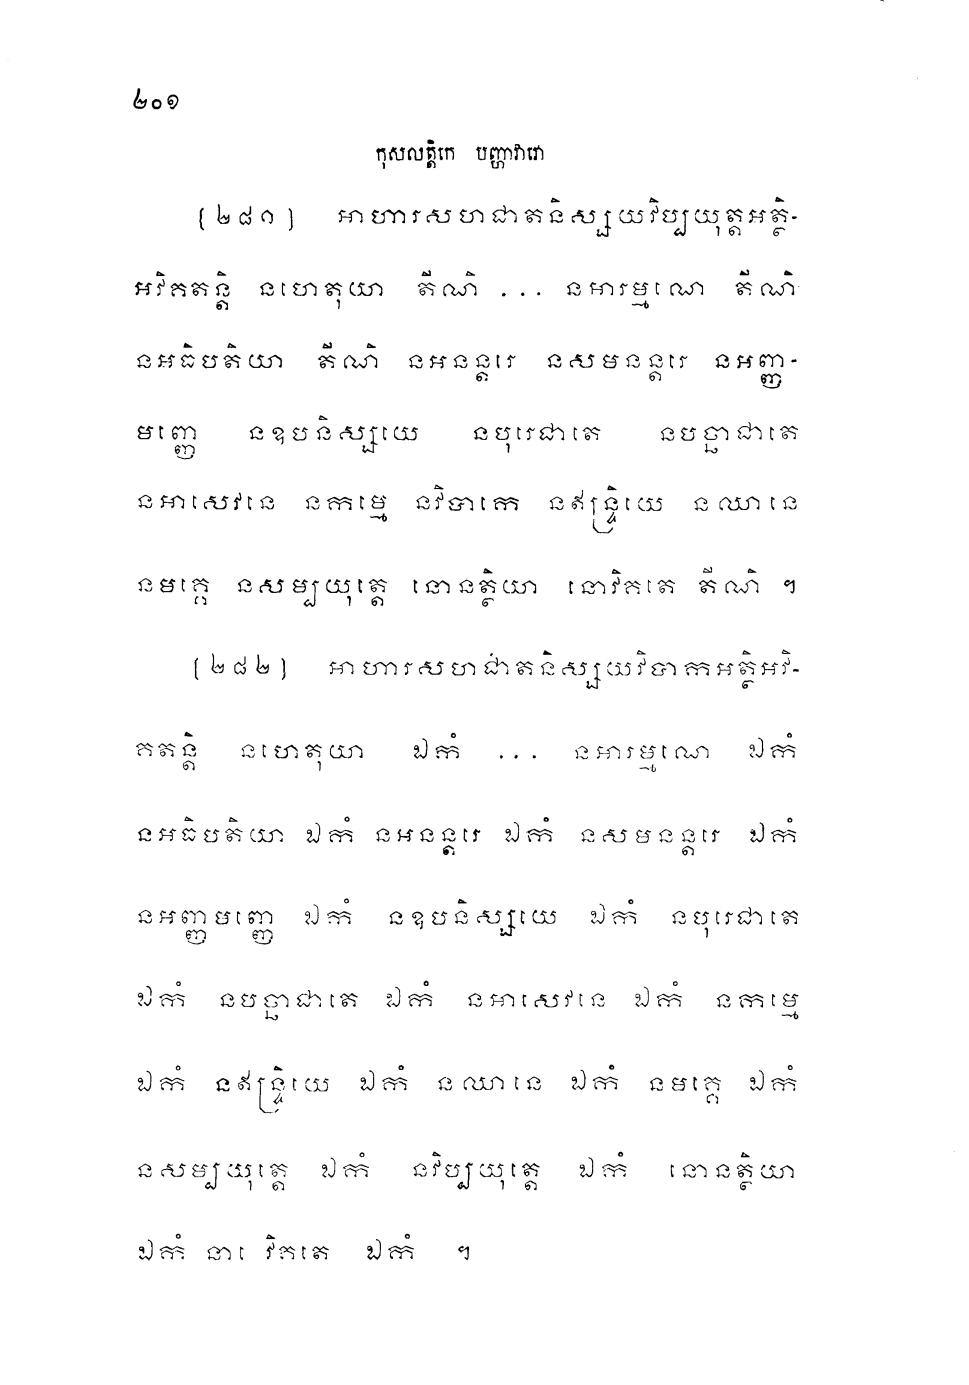 ២០១
កុសលត្តិកេ បញ្ហាវារោ
[២៨១] អាហារសហជាតនិស្សយវិប្បយុត្តអត្ថិ-
អវិគតន្តិ នហេតុយា តីណិ ... នអារម្មណេ តីណិ
នអធិបតិយា តីណិ នអនន្តរេ នសមនន្តរេ នអញ្ញ-
មញ្ញេ នឧបនិស្សយេ នបុរេជាតេ នបច្ឆាជាតេ
នអាសេវនេ នកម្មេ នវិបាកេ នឥន្ទ្រិយេ នឈានេ
នមគ្គេ នសម្បយុត្តេ នោនត្ថិយា នោវិគតេ តីណិ ។
[២៨២] អាហារសហជាតនិស្សយវិបាកអត្ថិអវិ-
គតន្តិ នហេតុយា ឯកំ ... នអារម្មណេ ឯកំ
នអធិបតិយា ឯកំ នអនន្តរេ ឯកំ នសមនន្តរេ ឯកំ
នអញ្ញមញ្ញេ ឯកំ នឧបនិស្សយេ ឯកំ នបុរេជាតេ
ឯកំ នបច្ឆាជាតេ ឯកំ នអាសេវនេ ឯកំ នកម្មេ
ឯកំ នឥន្ទ្រិយេ ឯកំ នឈានេ ឯកំ នមគ្គេ ឯកំ
នសម្បយុត្តេ ឯកំ នវិប្បយុត្តេ ឯកំ នោនត្ថិយា
ឯកំ នោវិគតេ ឯកំ ។